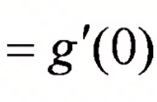 = g′(0)